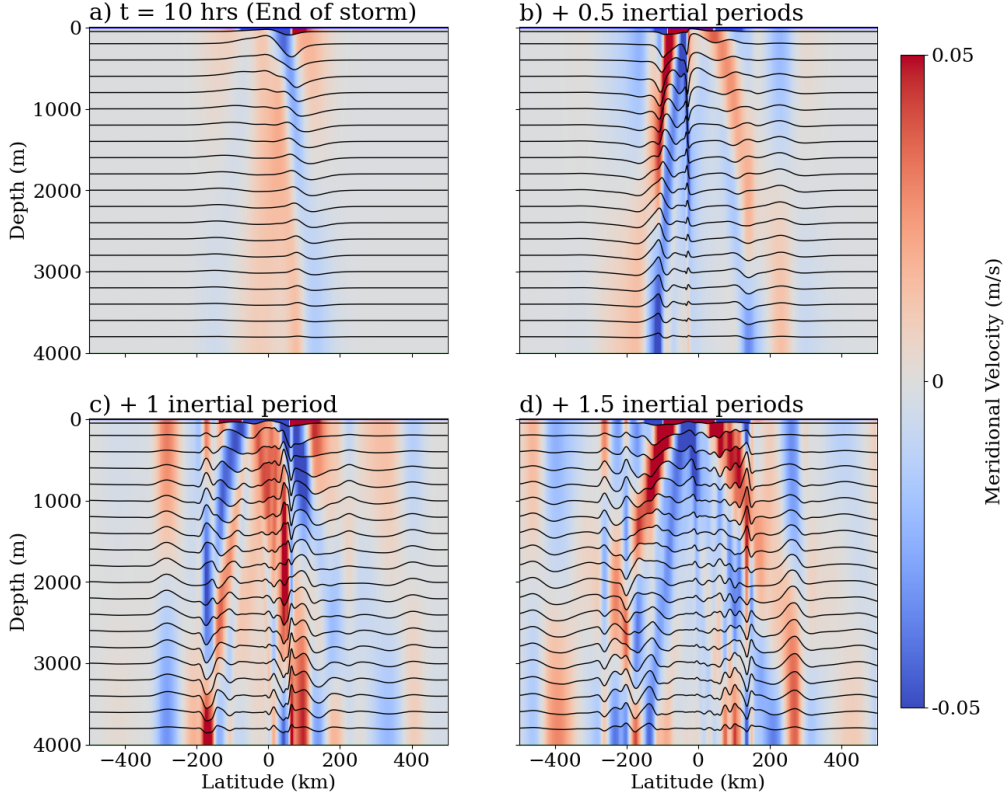 a) t = 10 hrs (End of storm)
b) + 0.5 inertial periods
0
1000
2000
3000
4000
Depth (m)
c) + 1 inertial period
d) + 1.5 inertial periods
0
1000
2000
3000
4000
Depth (m)
−400
−200
0
200
400
Latitude (km)
−400
−200
0
200
400
Latitude (km)
0.05
0
-0.05
Meridional Velocity (m/s)